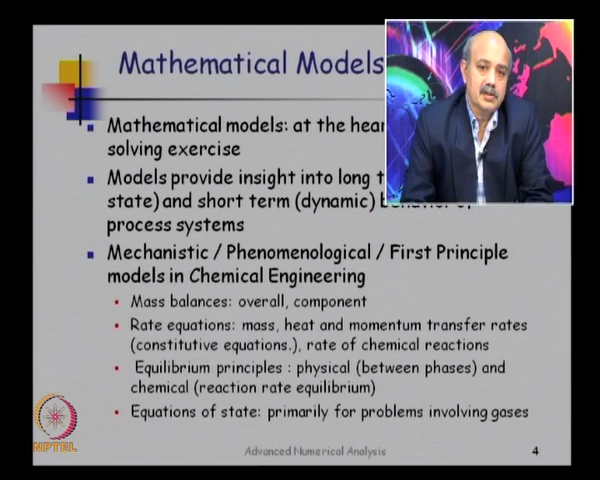 Mathematical Models
Mathematical models: at the hear
solving exercise
Models provide insight into long t
state) and short term (dynamic)
process systems
Mechanistic / Phenomenological / First Principle
models in Chemical Engineering
Mass balances: overall, component
Rate equations: mass, heat and momentum transfer rates
(constitutive equations.), rate of chemical reactions
Equilibrium principles : physical (between phases) and
chemical (reaction rate equilibrium)
Equations of state: primarily for problems involving gases
NPTEL
Advanced Numerical Analysis
4